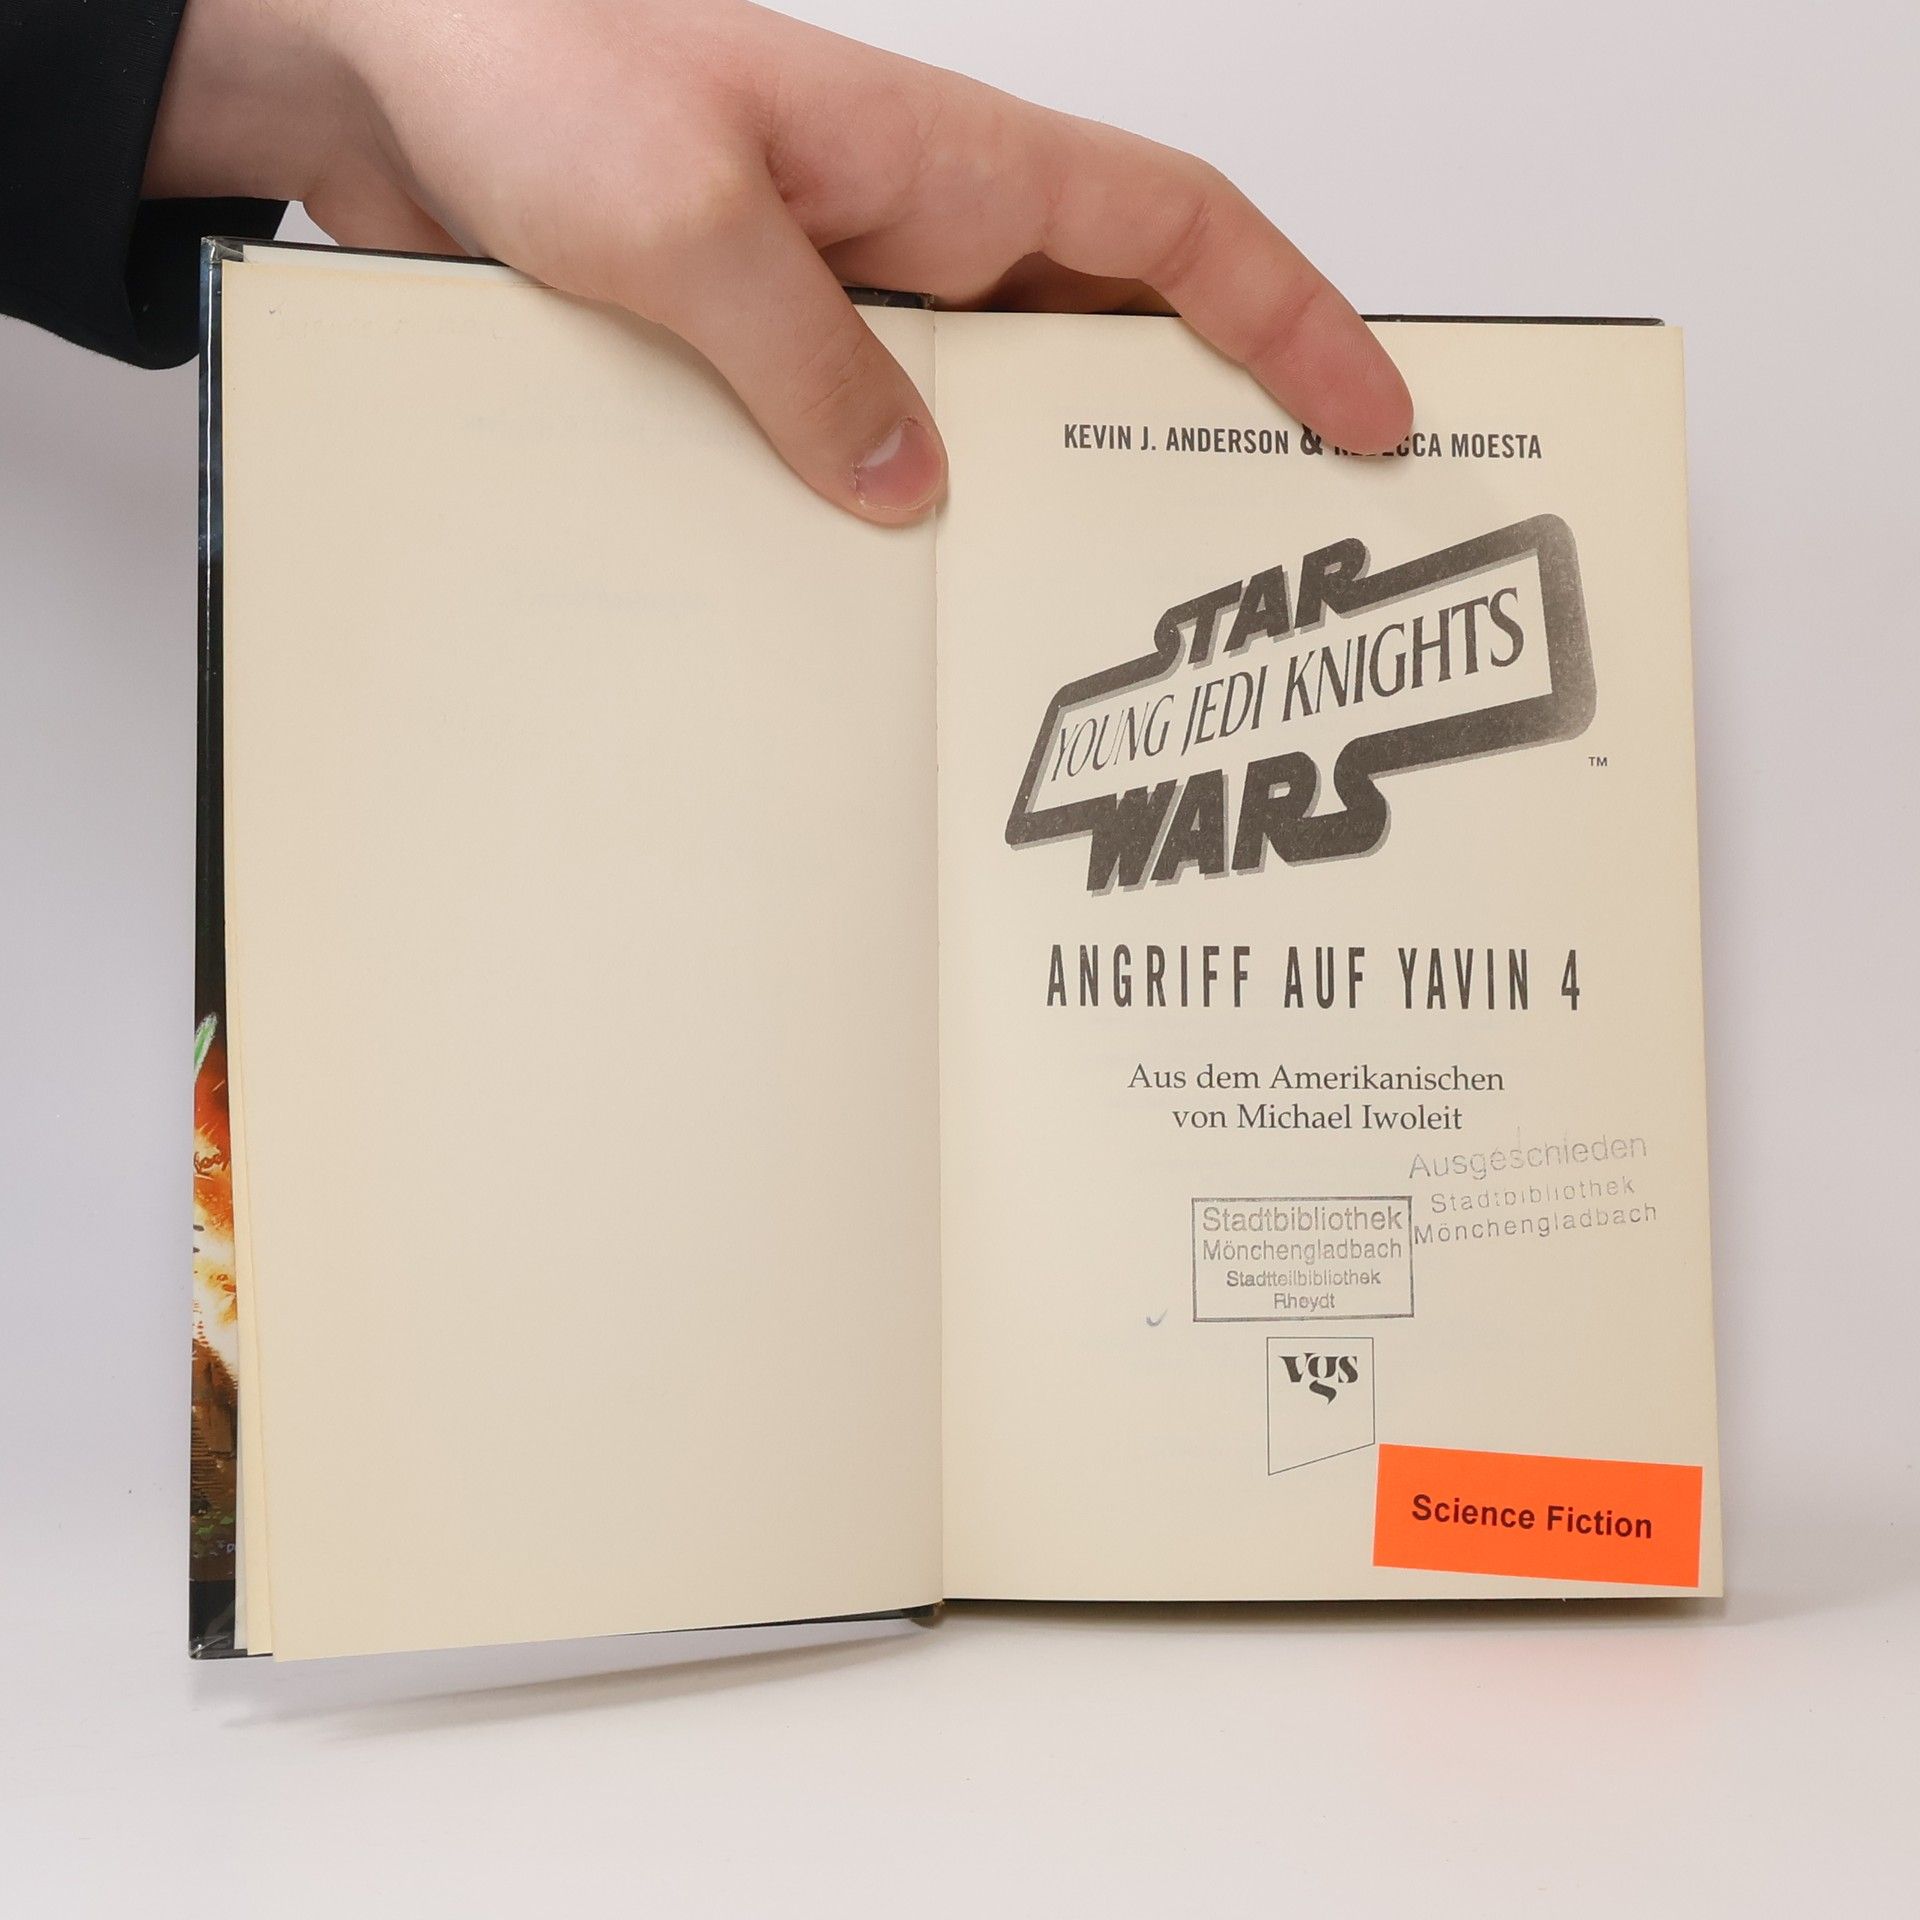 KEVIN J. ANDERSON & REBECCA MOESTA
STAR
YOUNG JEDI KNIGHTS
WARS
TM
ANGRIFF AUF YAVIN 4
Aus dem Amerikanischen
von Michael Iwoleit
Ausgeschieden
Stadtbibliothek
Mönchengladbach
Stadtbibliothek
Mönchengladbach
Stadtteilbibliothek
Rheydt
vgs
Science Fiction